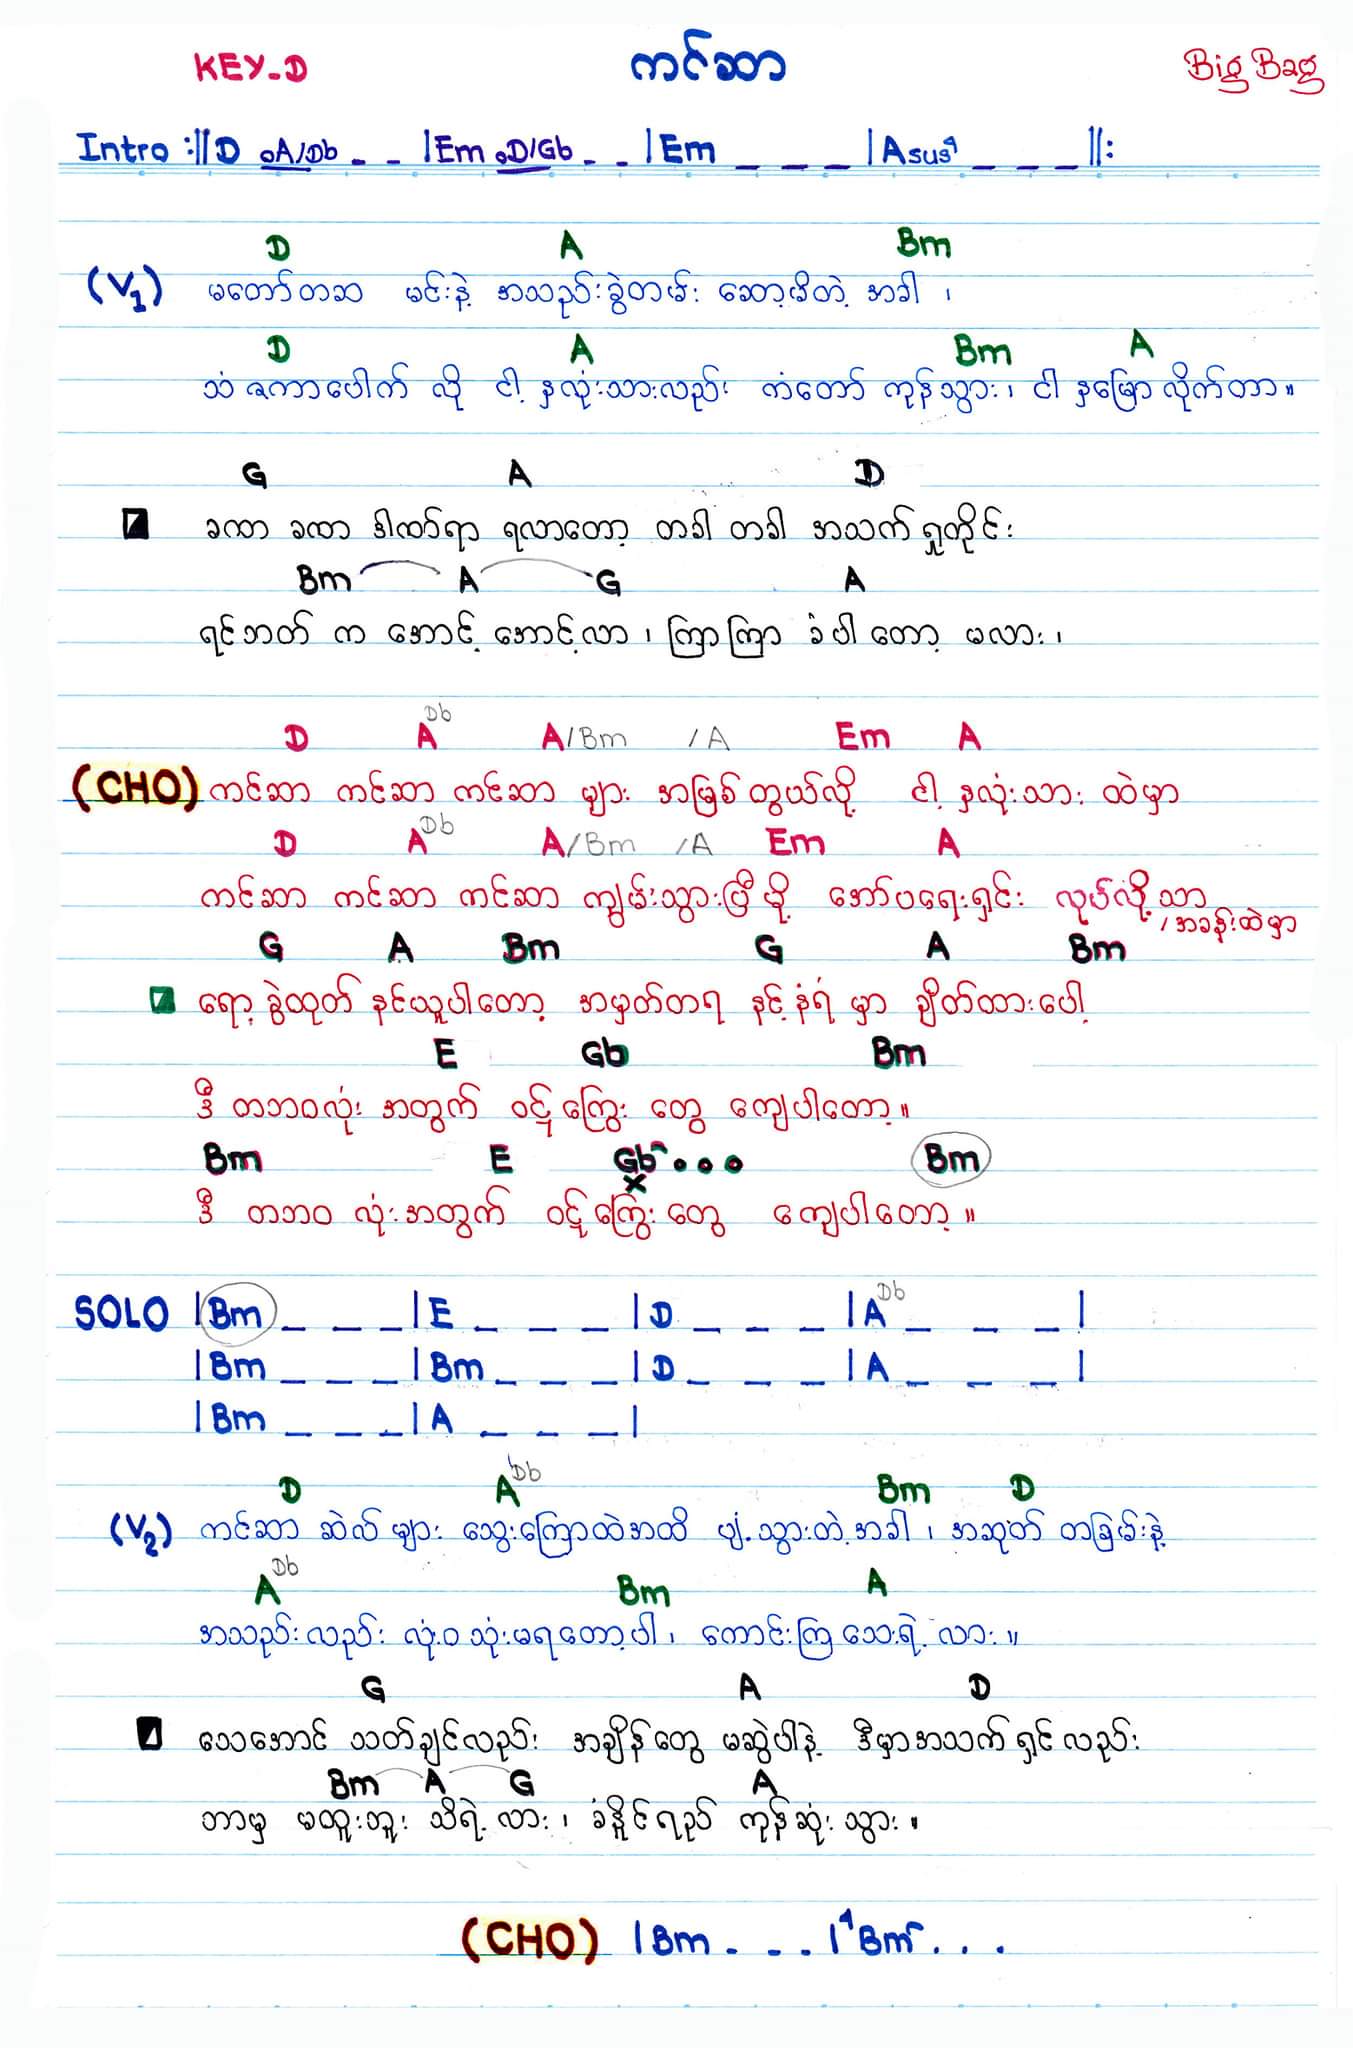 KEY-D ကင်ဆာ Big Bag
Intro :|| D oA/Db _ _ | Em oD/Gb _ _ | Em _ _ _ | Asus4 _ _ _ ||:
D A Bm
(V1) မတော်တဆ မင်းနဲ့ အသည်းခွဲတမ်း ဆော့မိတဲ့ အခါ ၊
D A Bm A
သံ ဇကာပေါက် လို ငါ့ နှလုံးသားလည်း ကံတော် ကုန်သွား၊ ငါ နှမြော လိုက်တာ။
G A D
ခဏာ ခဏာ ဒါဏ်ရာ ရလာတော့ တခါ တခါ အသက် ရှုတိုင်း
Bm A G A
ရင်ဘတ် က အောင့် အောင့်လာ ၊ ကြာကြာ ခံပါ တော့ မလား ၊
D A Db A/Bm /A Em A
(CHO) ကင်ဆာ ကင်ဆာ ကင်ဆာ များ အမြစ် တွယ်လို့ ငါ့ နှလုံးသား ထဲမှာ
D A Db A/Bm /A Em A
ကင်ဆာ ကင်ဆာ ကင်ဆာ ကျွမ်းသွားပြီ မို့ အော်ပရေးရှင်း လုပ်လို့ သာ
၊ အခန်းထဲမှာ
G A Bm G A Bm
ရော့ ခွဲထုတ် နင်ယူပါတော့ အမှတ်တရ နင့် နံရံ မှာ ချိတ်ထားပေါ့
E Gb Bm
ဒီ တဘဝလုံး အတွက် ဝဋ်ကြွေး တွေ ကျေပါတော့ ။
Bm E Gb ... Bm
ဒီ တဘဝ လုံး အတွက် ဝဋ်ကြွေး တွေ ကျေပါတော့ ။
SOLO | Bm _ _ _ | E _ _ _ | D _ _ _ | A Db _ _ _ |
| Bm _ _ _ | Bm _ _ _ | D _ _ _ | A _ _ _ |
| Bm _ _ _ | A _ _ _ |
D A Db Bm D
(V2) ကင်ဆာ ဆဲလ် များ သွေးကြောထဲအထိ ပျံ့သွားတဲ့ အခါ ၊ အဆုတ် တခြမ်းနဲ့
A Db Bm A
အသည်း လည်း လုံးဝ သုံးမရတော့ပါ ၊ ကောင်းကြ သေးရဲ့ လား ။
G A D
သေအောင် သတ်ချင်လည်း အချိန်တွေ မဆွဲပါနဲ့ ဒီမှာအသက် ရှင် လည်း
Bm A G A
ဘာမှ မထူးဘူး သိရဲ့ လား ၊ ခံနိုင်ရည် ကုန်ဆုံး သွား ။
(CHO) | Bm - - - | Bm . . .